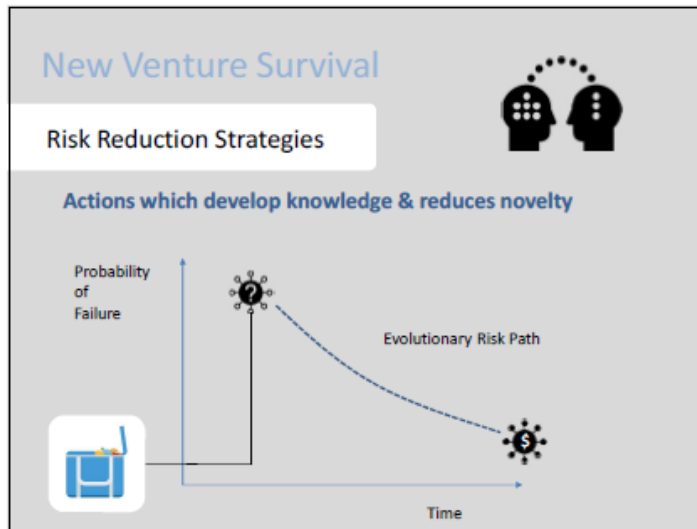 New Venture Survival
Risk Reduction Strategies
Actions which develop knowledge & reduces novelty
Probability
of
Failure
?
Evolutionary Risk Path
$
Time